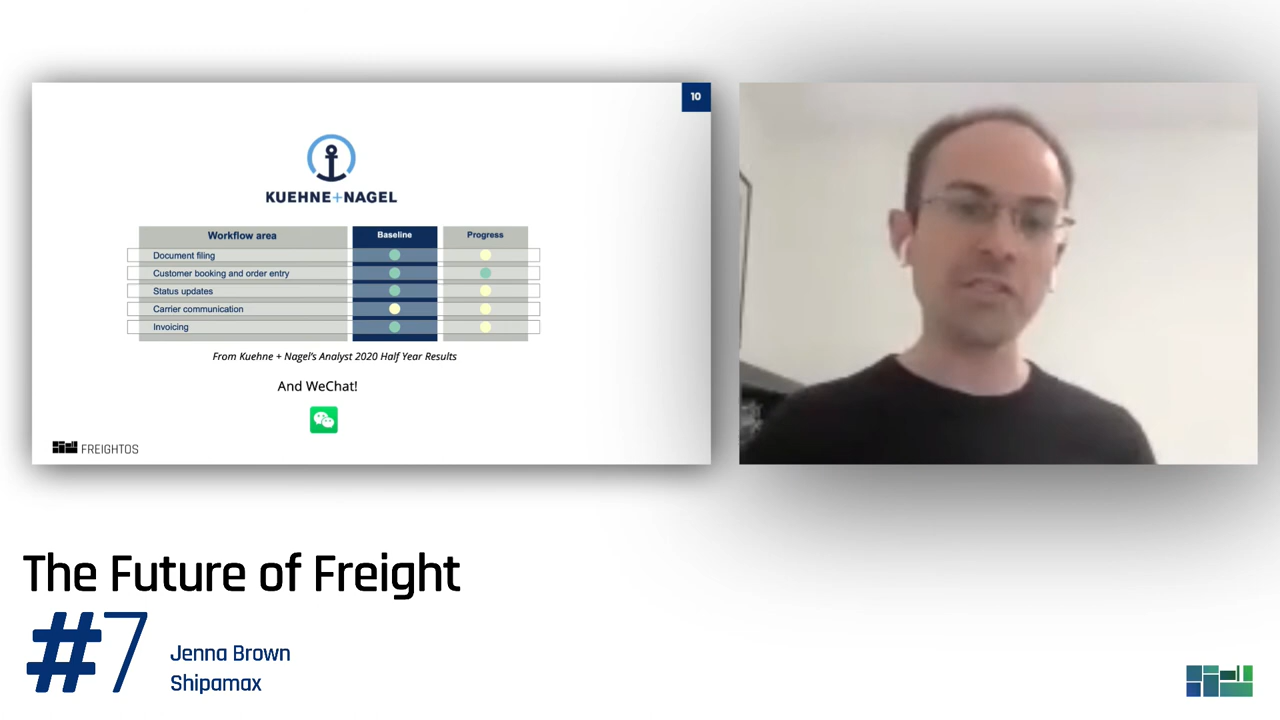 10
KUEHNE+NAGEL
Workflow area Baseline Progress
Document filing
Customer booking and order entry
Status updates
Carrier communication
Invoicing
From Kuehne + Nagel's Analyst 2020 Half Year Results
And WeChat!
FREIGHTOS
The Future of Freight
#7
Jenna Brown
Shipamax